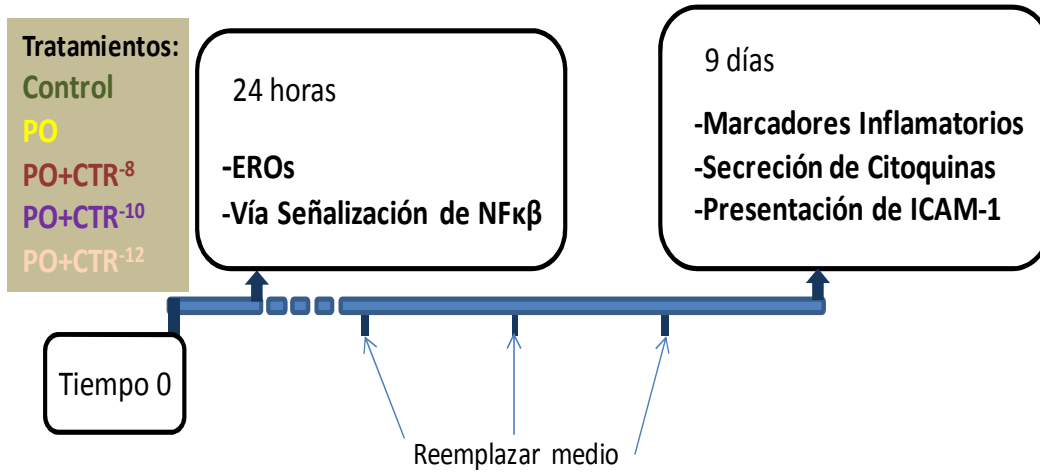 Tratamientos:
Control
PO
PO+CTR-8
PO+CTR-10
PO+CTR-12
24 horas
-EROs
-Vía Señalización de NFκβ
9 días
-Marcadores Inflamatorios
-Secreción de Citoquinas
-Presentación de ICAM-1
Tiempo 0
Reemplazar medio